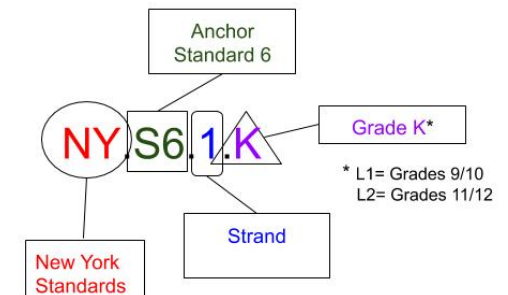 Anchor
Standard 6
NY.S6.1.K
Grade K*
* L1= Grades 9/10
L2= Grades 11/12
Strand
New York
Standards